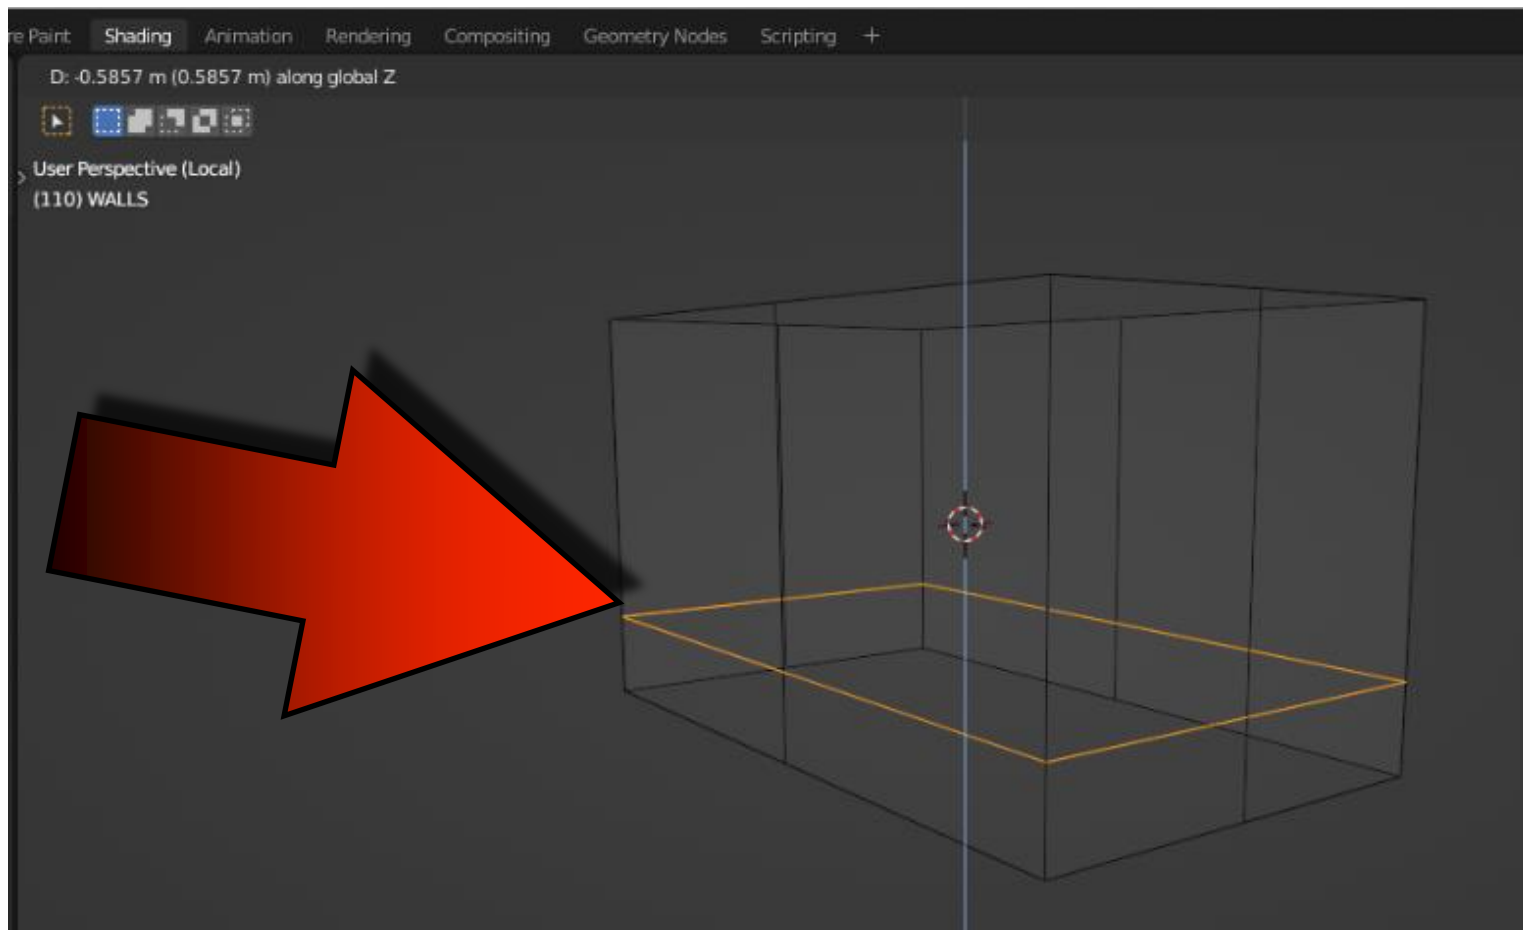 re Paint Shading Animation Rendering Compositing Geometry Nodes Scripting +
D: -0.5857 m (0.5857 m) along global Z
User Perspective (Local)
(110) WALLS